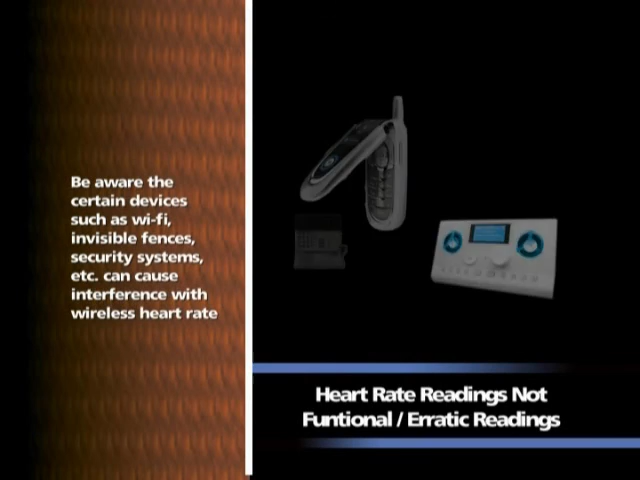 Be aware the
certain devices
such as wi-fi,
invisible fences,
security systems,
etc. can cause
interference with
wireless heart rate
Heart Rate Readings Not
Funtional / Erratic Readings